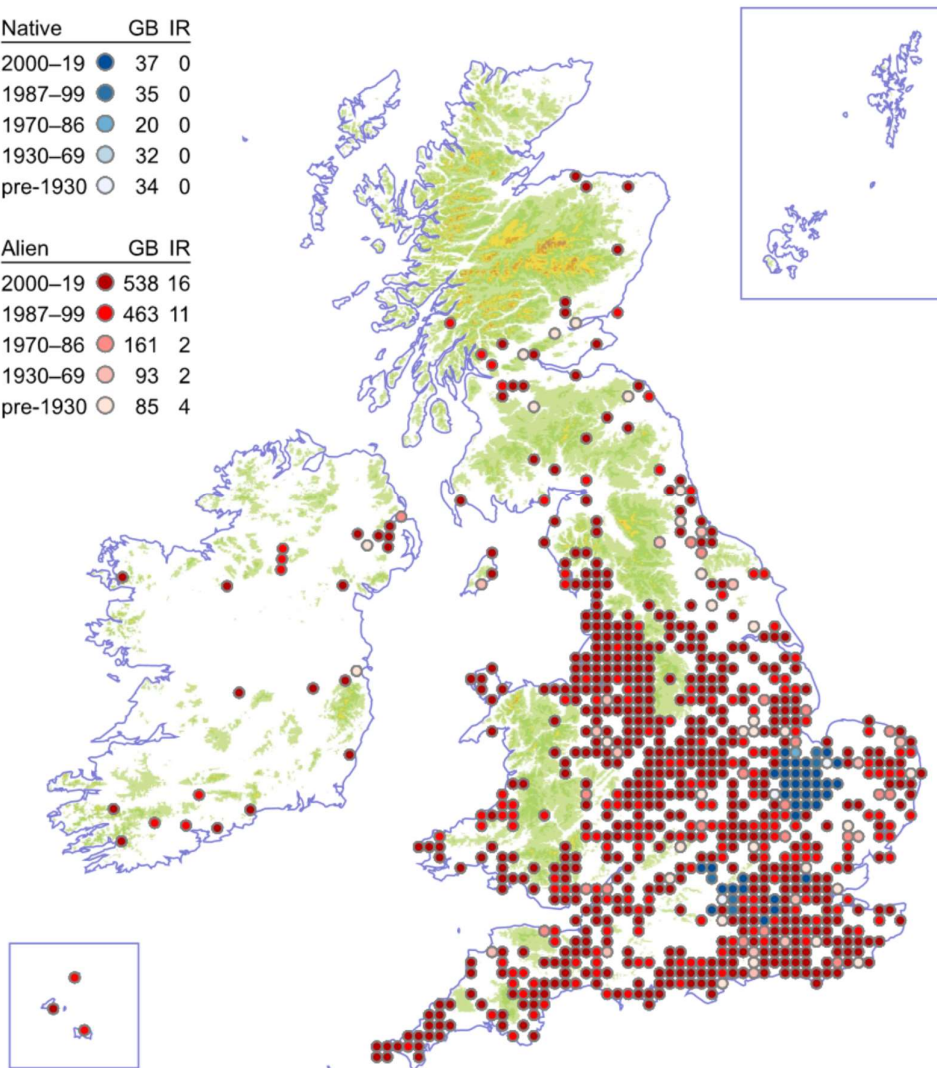 Native GB IR
2000–19 37 0
1987–99 35 0
1970–86 20 0
1930–69 32 0
pre-1930 34 0
Alien GB IR
2000–19 538 16
1987–99 463 11
1970–86 161 2
1930–69 93 2
pre-1930 85 4